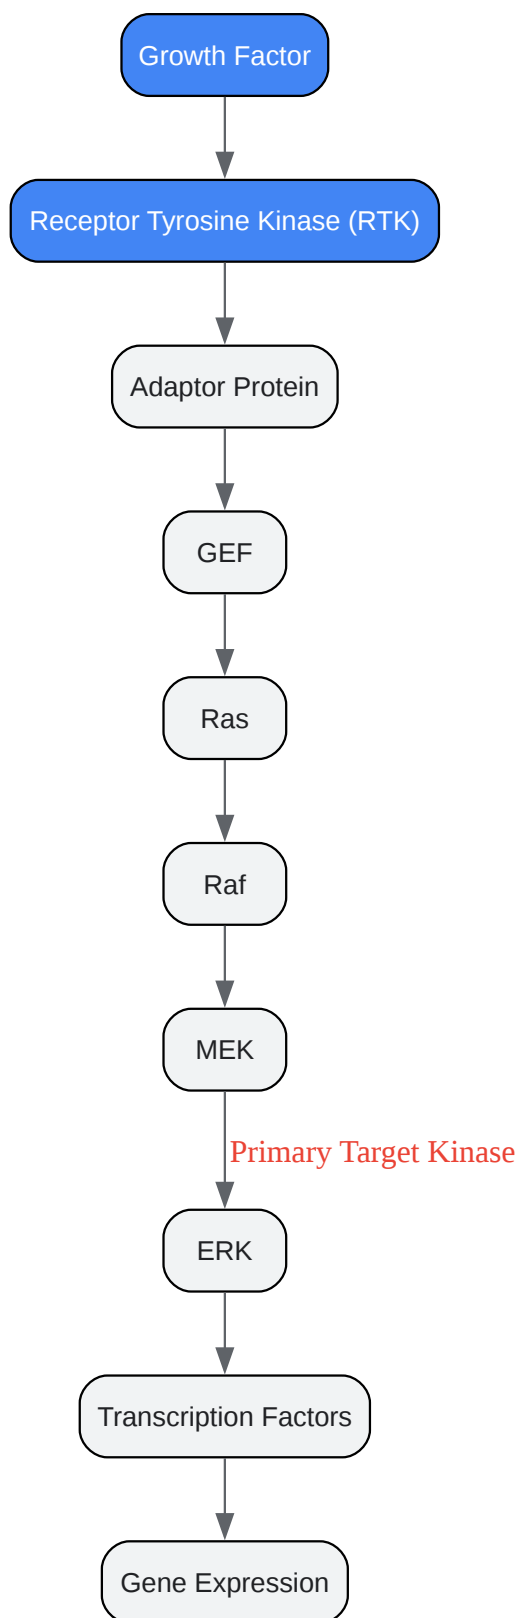 Growth Factor
Receptor Tyrosine Kinase (RTK)
Adaptor Protein
GEF
Ras
Raf
MEK
Primary Target Kinase
ERK
Transcription Factors
Gene Expression